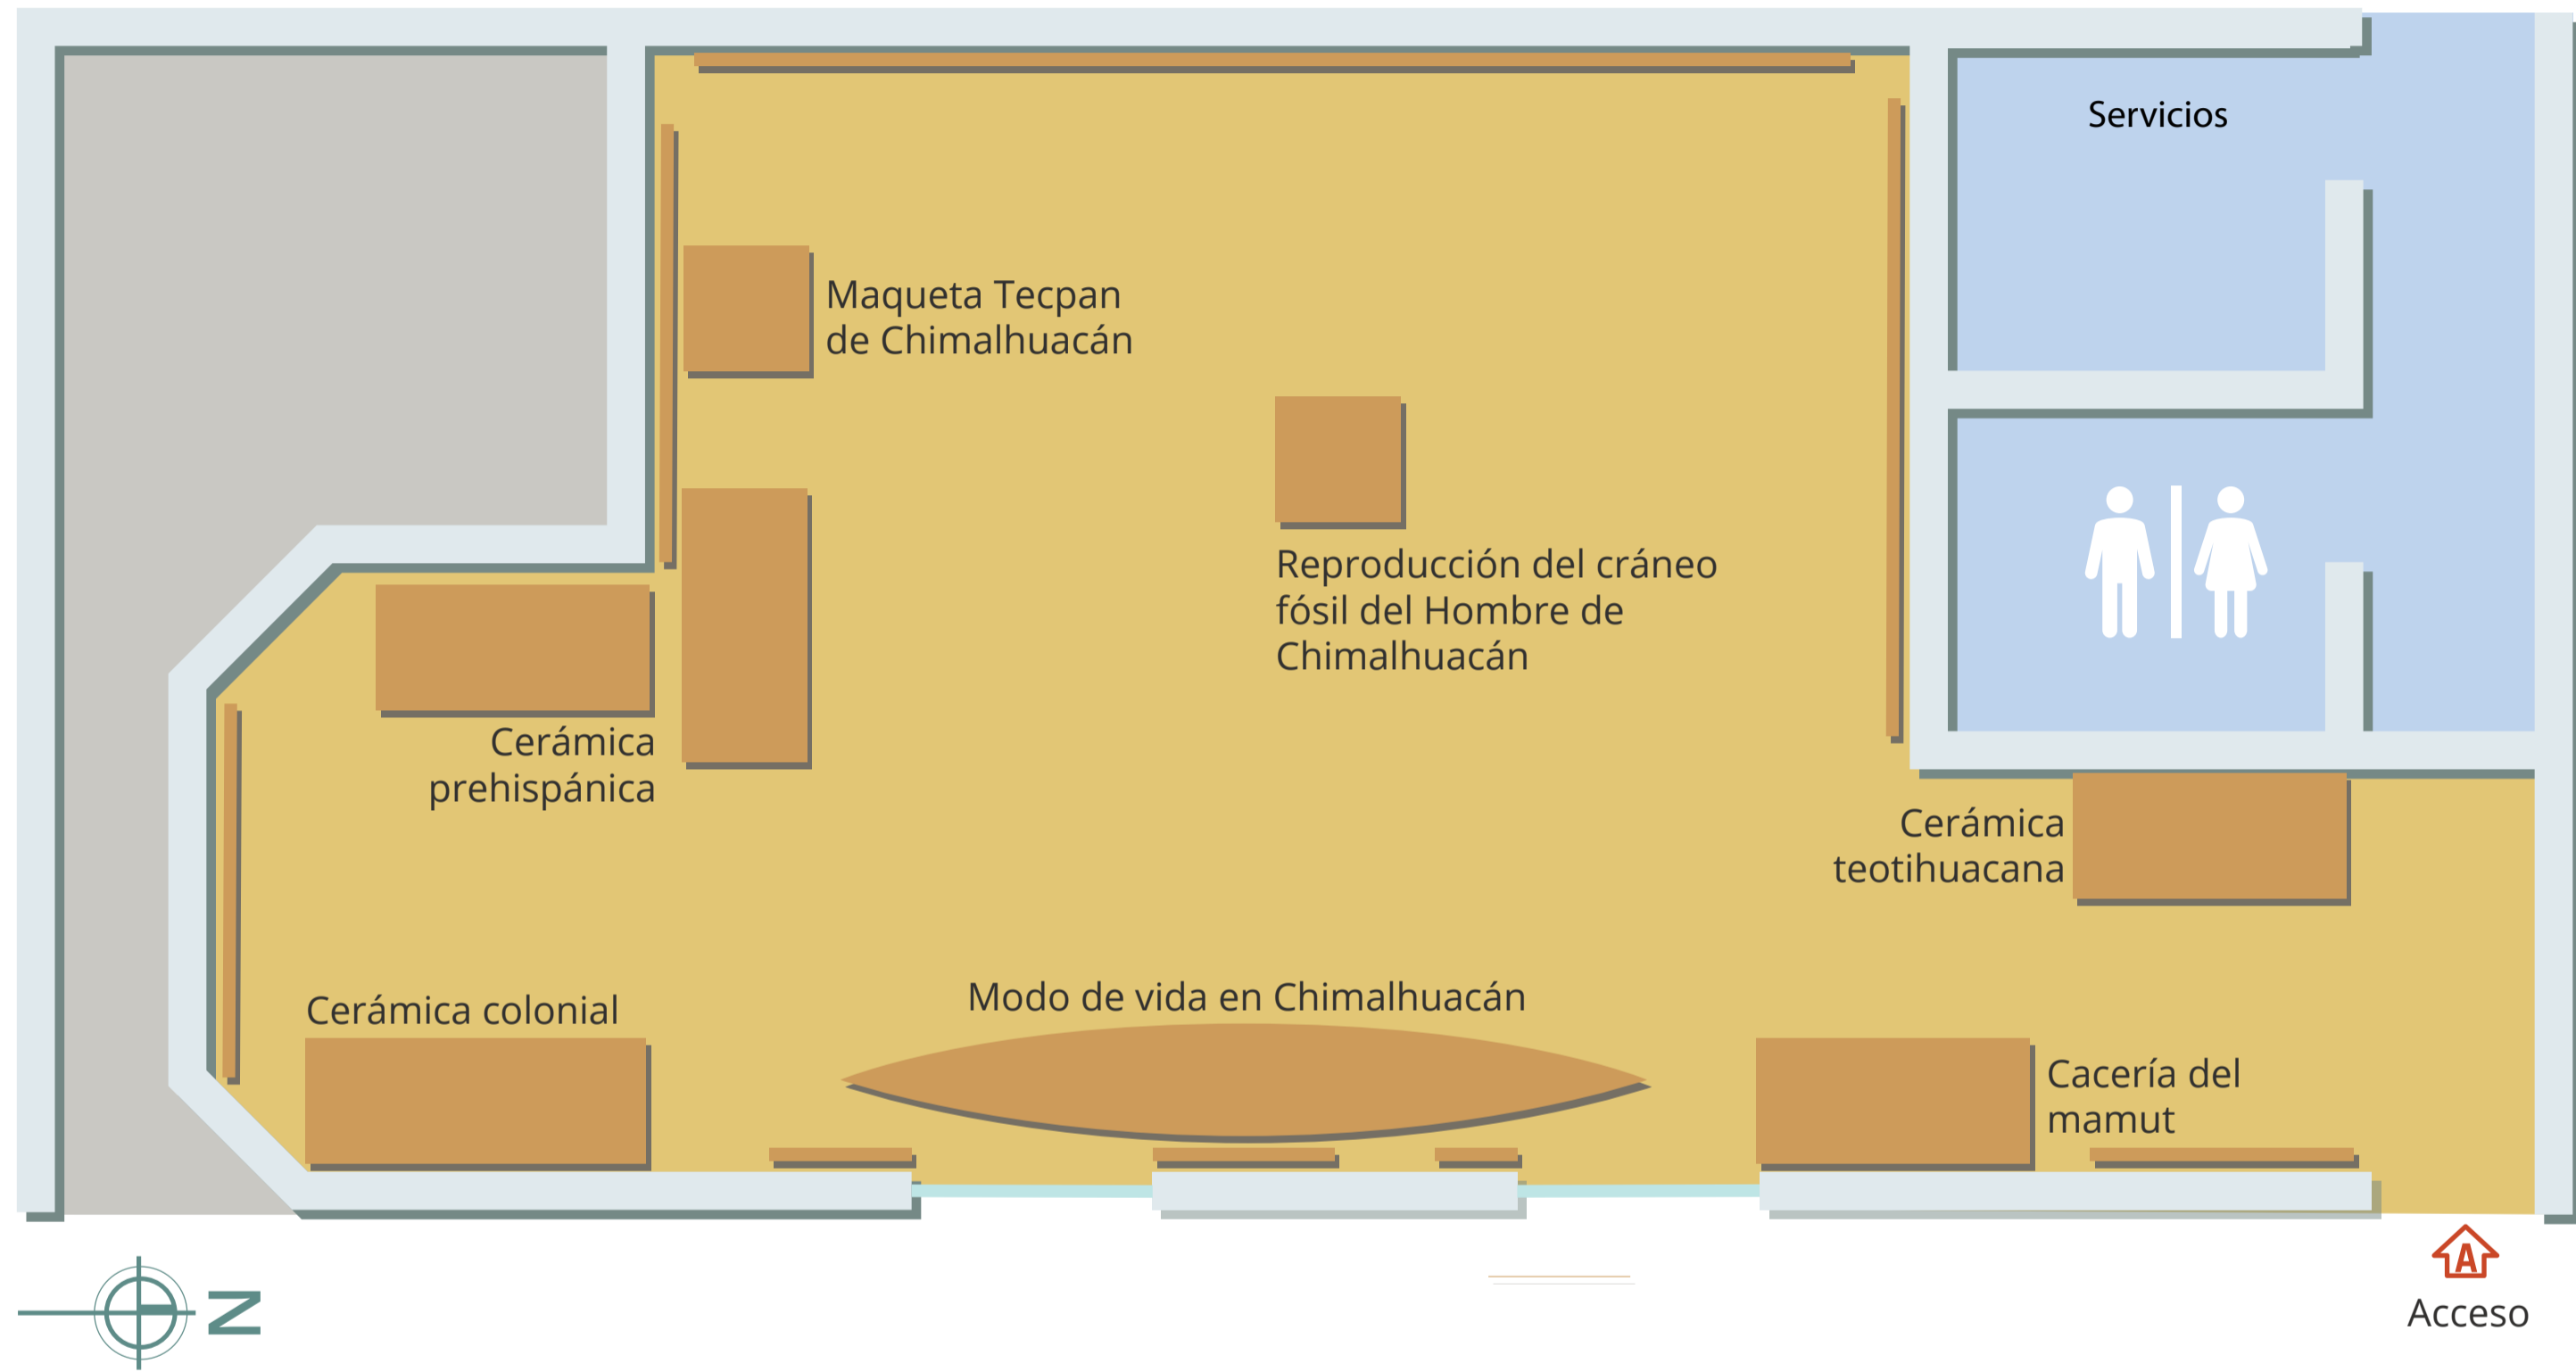 Servicios
Maqueta Tecpan
de Chimalhuacán
Reproducción del cráneo
fósil del Hombre de
Chimalhuacán
Cerámica
prehispánica
Cerámica
teotihuacana
Cerámica colonial
Modo de vida en Chimalhuacán
Cacería del
mamut
A
Acceso
N